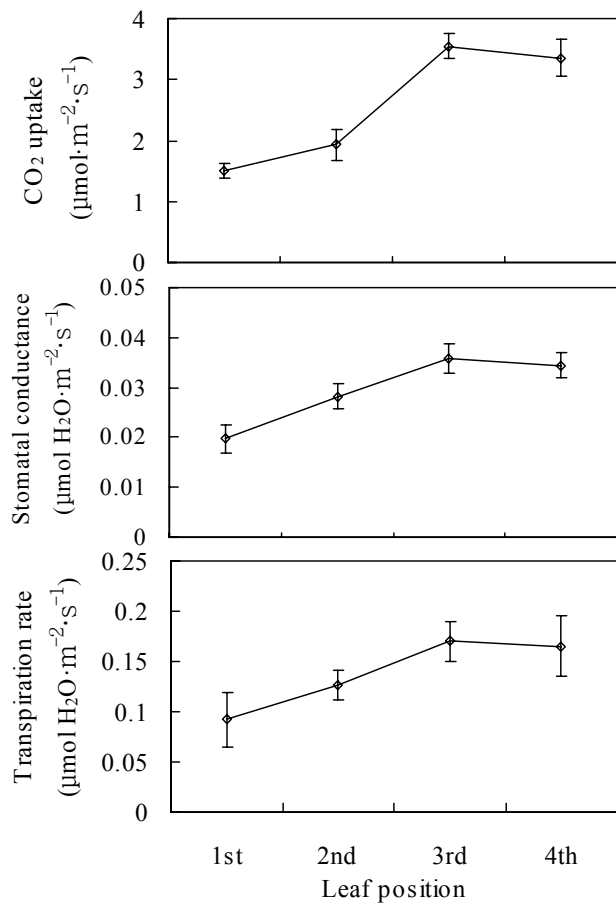 CO₂ uptake
(µmol·m⁻²·s⁻¹)
4
3
2
1
0
Stomatal conductance
(µmol H₂O·m⁻²·s⁻¹)
0.05
0.04
0.03
0.02
0.01
0
Transpiration rate
(µmol H₂O·m⁻²·s⁻¹)
0.25
0.2
0.15
0.1
0.05
0
1st 2nd 3rd 4th
Leaf position